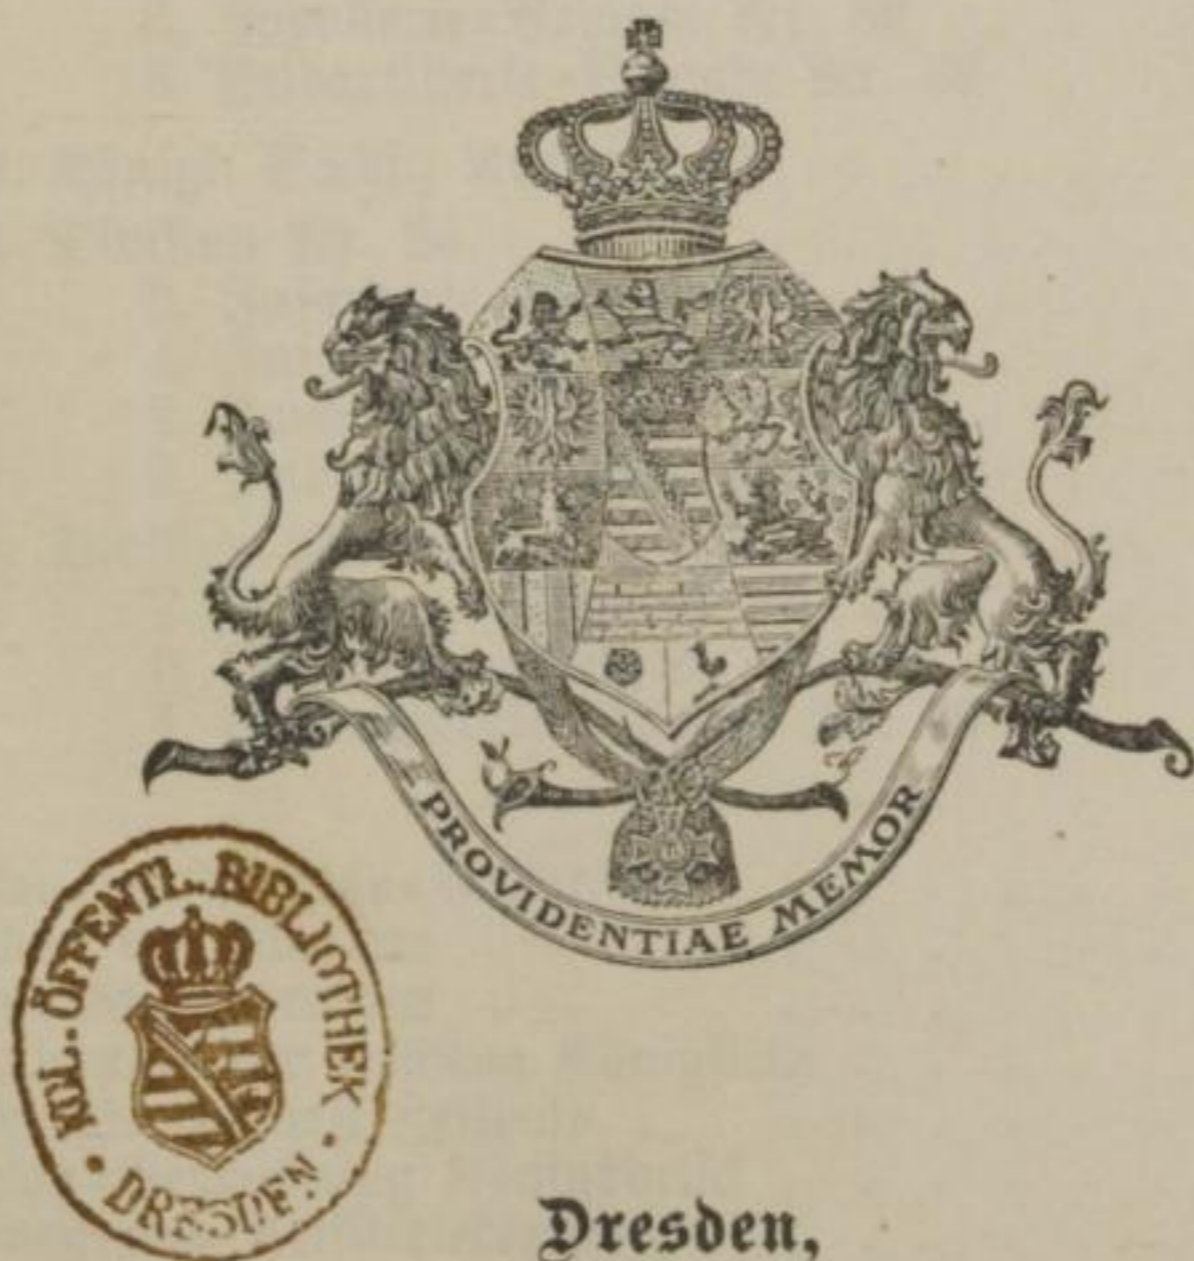 PROVIDENTIAE MEMOR
KGL. ÖFFENTL. BIBLIOTHEK
DRESDEN
Dresden,